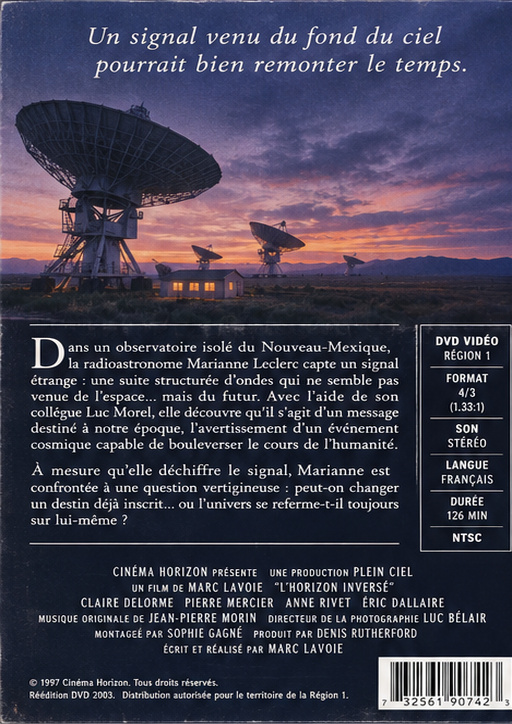 Un signal venu du fond du ciel
pourrait bien remonter le temps.
Dans un observatoire isolé du Nouveau-Mexique,
la radioastronome Marianne Leclerc capte un signal
étrange : une suite structurée d'ondes qui ne semble pas
venue de l'espace... mais du futur. Avec l'aide de son
collégue Luc Morel, elle découvre qu'il s'agit d'un message
destiné à notre époque, l'avertissement d'un événement
cosmique capable de bouleverser le cours de l'humanité.
À mesure qu'elle déchiffre le signal, Marianne est
confrontée à une question vertigineuse : peut-on changer
un destin déjà inscrit... ou l'univers se referme-t-il toujours
sur lui-même ?
DVD VIDÉO
RÉGION 1
FORMAT
4/3
(1.33:1)
SON
STÉRÉO
LANGUE
FRANÇAIS
DURÉE
126 MIN
NTSC
CINÉMA HORIZON PRÉSENTE UNE PRODUCTION PLEIN CIEL
UN FILM DE MARC LAVOIE "L'HORIZON INVERSÉ"
CLAIRE DELORME PIERRE MERCIER ANNE RIVET ÉRIC DALLAIRE
MUSIQUE ORIGINALE DE JEAN-PIERRE MORIN DIRECTEUR DE LA PHOTOGRAPHIE LUC BÉLAIR
MONTAGEÉ PAR SOPHIE GAGNÉ PRODUIT PAR DENIS RUTHERFORD
ÉCRIT ET RÉALISÉ PAR MARC LAVOIE
© 1997 Cinéma Horizon. Tous droits réservés.
Réédition DVD 2003. Distribution autorisée pour le territoire de la Région 1.
7 32561 90742 3